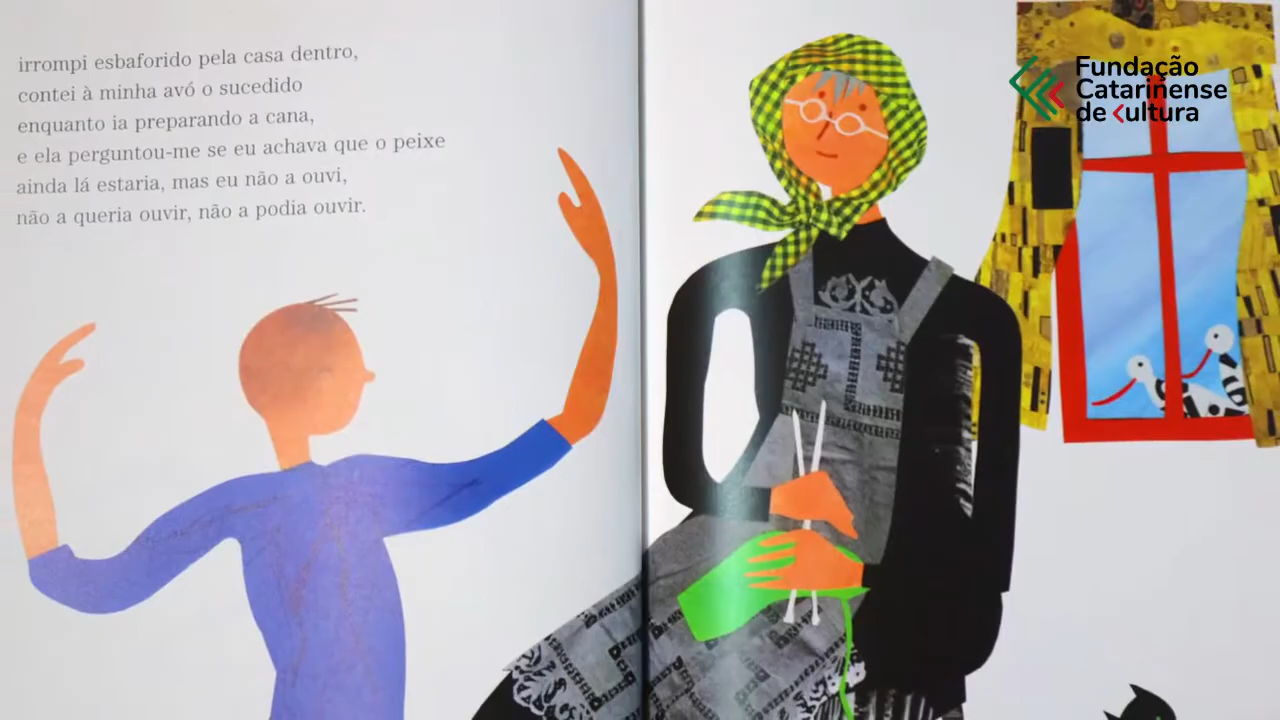 irrompi esbaforido pela casa dentro,
contei à minha avó o sucedido
enquanto ia preparando a cana,
e ela perguntou-me se eu achava que o peixe
ainda lá estaria, mas eu não a ouvi,
não a queria ouvir, não a podia ouvir.
Fundação
Catarinense
de cultura